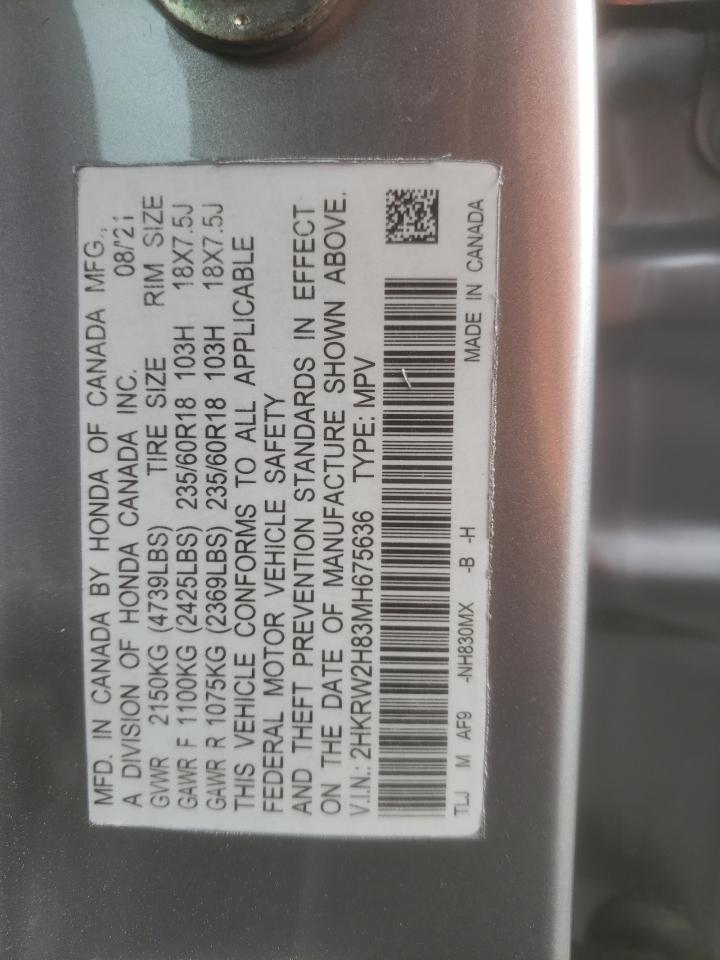 MFD. IN CANADA BY HONDA OF CANADA MFG.,
A DIVISION OF HONDA CANADA INC. 08/21
GVWR 2150KG (4739LBS) TIRE SIZE RIM SIZE
GAWR F 1100KG (2425LBS) 235/60R18 103H 18X7.5J
GAWR R 1075KG (2369LBS) 235/60R18 103H 18X7.5J
THIS VEHICLE CONFORMS TO ALL APPLICABLE
FEDERAL MOTOR VEHICLE SAFETY
AND THEFT PREVENTION STANDARDS IN EFFECT
ON THE DATE OF MANUFACTURE SHOWN ABOVE.
V.I.N.: 2HKRW2H83MH675636 TYPE: MPV
TLJ M AF9 -NH830MX -B -H MADE IN CANADA